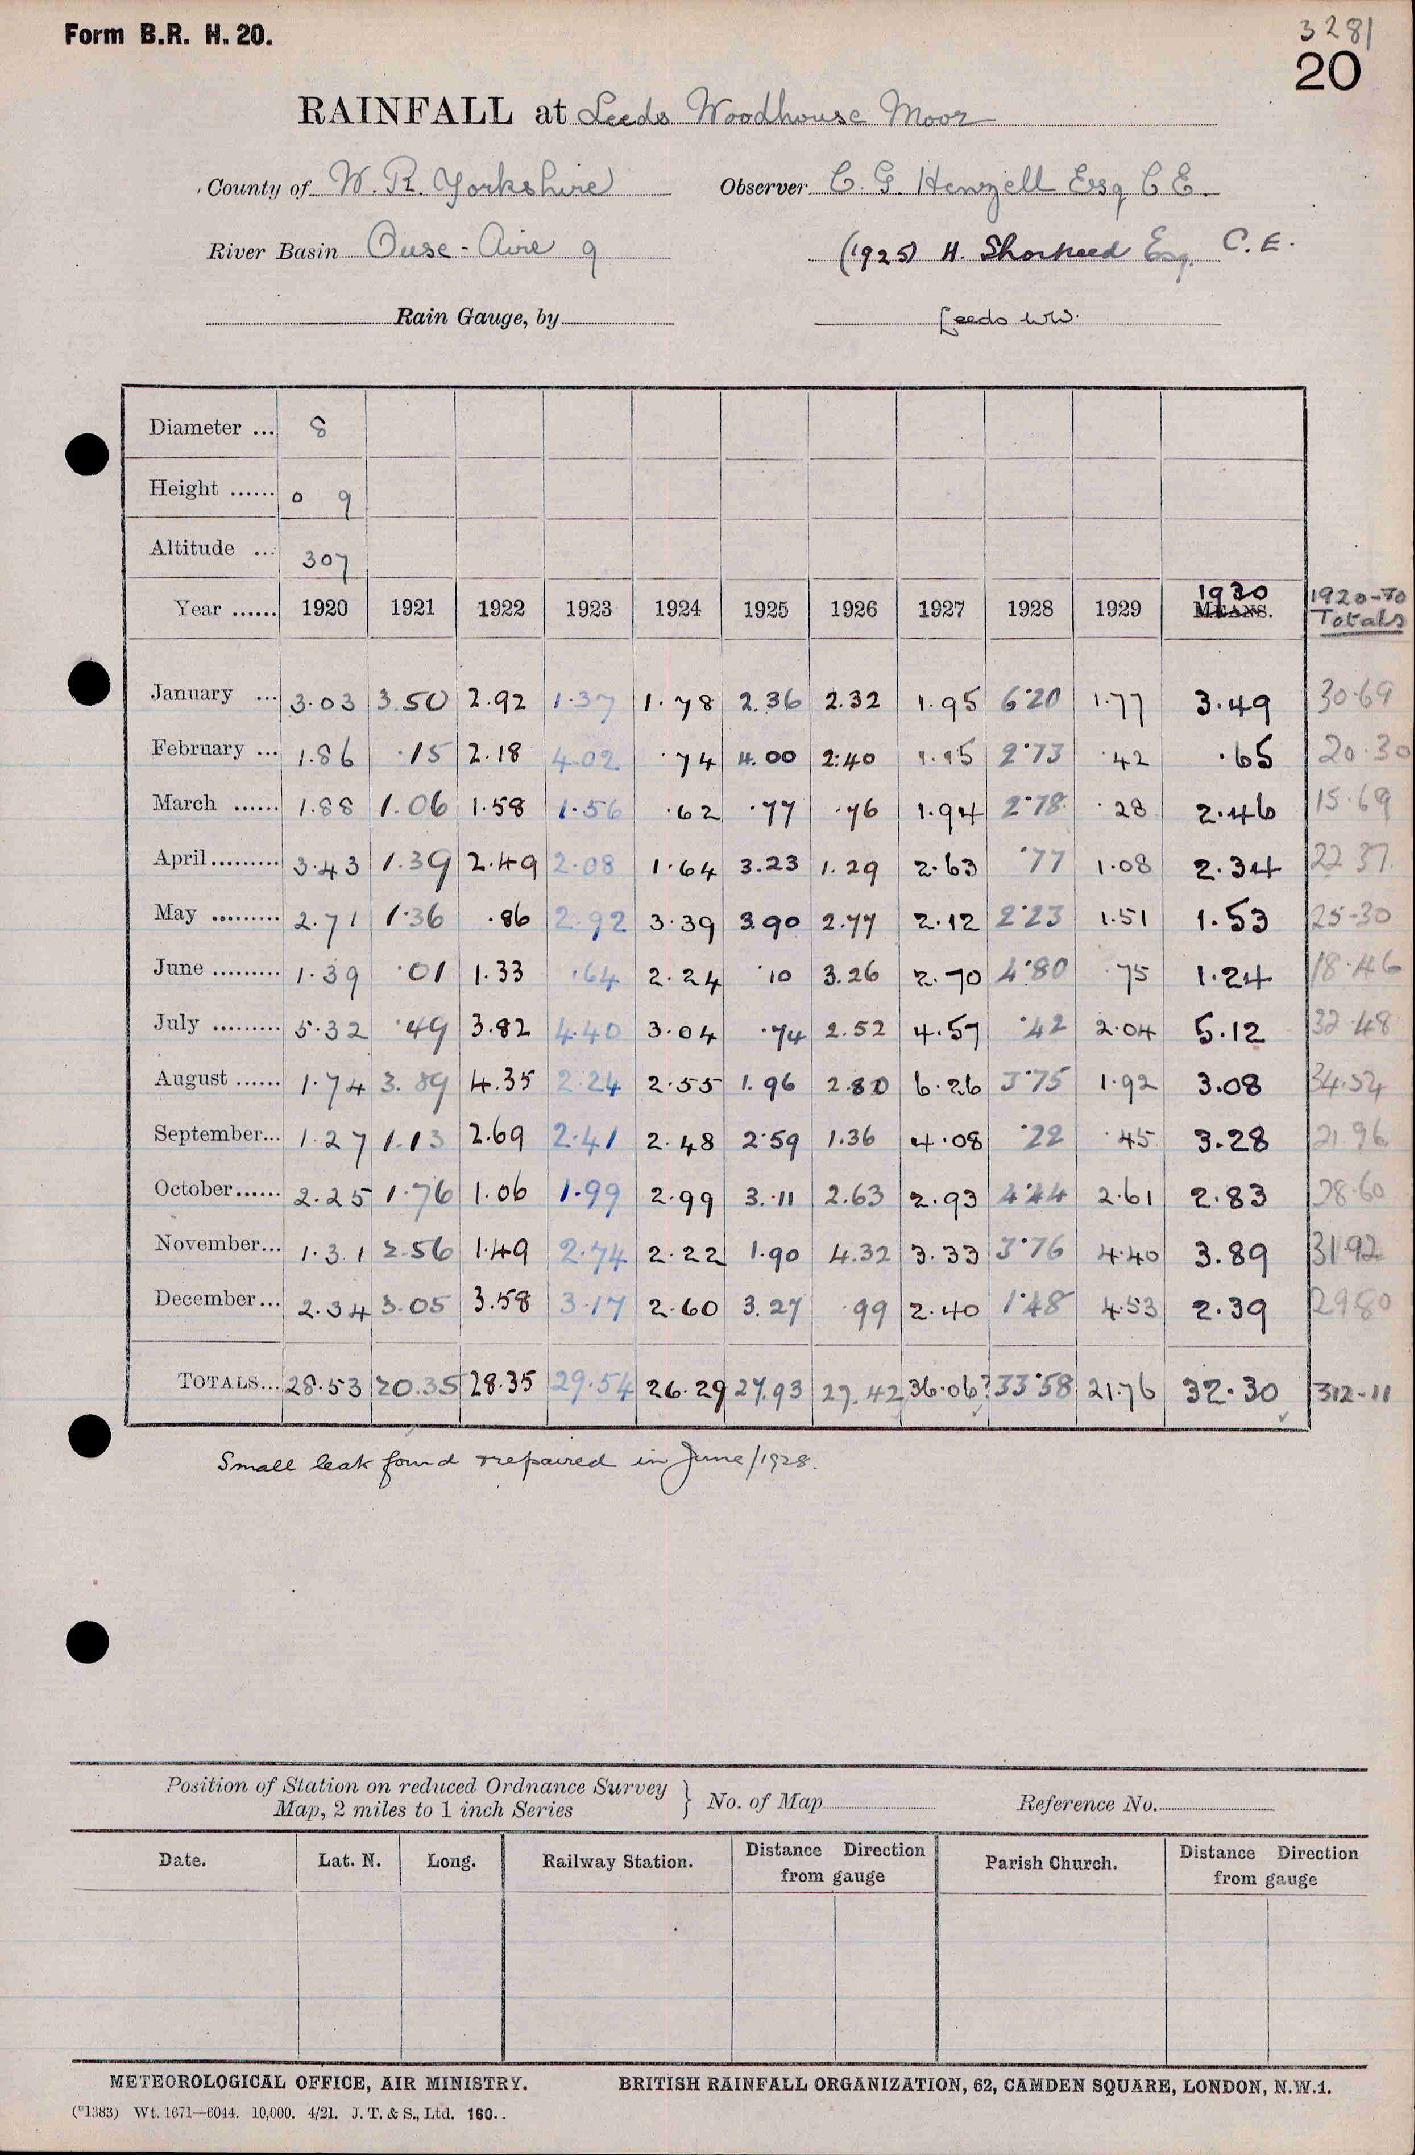 Form B.R. H. 20.
3281
20
RAINFALL at Leeds Woodhouse Moor
County of W. R. Yorkshire Observer C. G. Henzell Esq C E.
River Basin Ouse - Aire 9 (1925) H. Shortreed Esq. C. E.
Rain Gauge, by Leeds WW.
Diameter ... 8
Height ...... 0 9
Altitude ... 307
Year ...... 1920 1921 1922 1923 1924 1925 1926 1927 1928 1929 1930 MEANS. 1920-30 Totals
January ... 3.03 3.50 2.92 1.37 1.78 2.36 2.32 1.95 6.20 1.77 3.49 30.69
February ... 1.86 .15 2.18 4.02 .74 4.00 2.40 1.15 2.73 .42 .65 20.30
March ...... 1.88 1.06 1.58 1.56 .62 .77 .76 1.94 2.78 .28 2.46 15.69
April ......... 3.43 1.39 2.49 2.08 1.64 3.23 1.29 2.63 .77 1.08 2.34 22.37
May ......... 2.71 1.36 .86 2.92 3.39 3.90 2.77 2.12 2.23 1.51 1.53 25.30
June ......... 1.39 .01 1.33 .64 2.24 .10 3.26 2.70 4.80 .75 1.24 18.46
July ......... 5.32 .49 3.82 4.40 3.04 .74 2.52 4.57 .42 2.04 5.12 32.48
August ...... 1.74 3.89 4.35 2.24 2.55 1.96 2.80 6.26 3.75 1.92 3.08 34.54
September... 1.27 1.13 2.69 2.41 2.48 2.59 1.36 4.08 .22 .45 3.28 21.96
October...... 2.25 1.76 1.06 1.99 2.99 3.11 2.63 2.93 4.44 2.61 2.83 28.60
November... 1.31 2.56 1.49 2.74 2.22 1.90 4.32 3.33 3.76 4.40 3.89 31.92
December... 2.34 3.05 3.58 3.17 2.60 3.27 .99 2.40 1.48 4.53 2.39 29.80
TOTALS... 28.53 20.35 28.35 29.54 26.29 27.93 27.42 36.06? 33.58 21.76 32.30 312.11
Small leak found & repaired in June/1928.
Position of Station on reduced Ordnance Survey
Map, 2 miles to 1 inch Series } No. of Map Reference No.
Date. Lat. N. Long. Railway Station. Distance Direction from gauge Parish Church. Distance Direction from gauge
METEOROLOGICAL OFFICE, AIR MINISTRY. BRITISH RAINFALL ORGANIZATION, 62, CAMDEN SQUARE, LONDON, N.W.1.
(*1383) Wt. 1671—6044. 10,000. 4/21. J. T. & S., Ltd. 160..